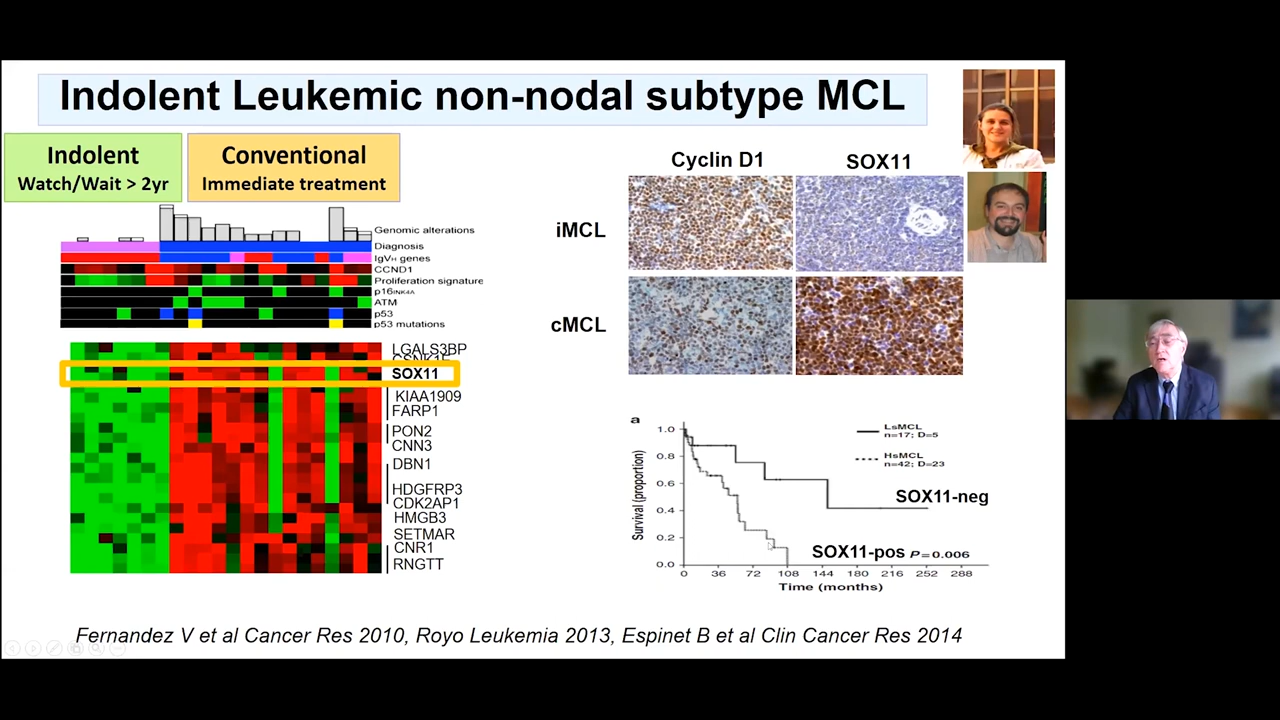 Indolent Leukemic non-nodal subtype MCL
Indolent
Watch/Wait > 2yr
Conventional
Immediate treatment
Genomic alterations
Diagnosis
IgVH genes
CCND1
Proliferation signature
p16INK4A
ATM
p53
p53 mutations
LGALS3BP
SOX11
KIAA1909
FARP1
PON2
CNN3
DBN1
HDGFRP3
CDK2AP1
HMGB3
SETMAR
CNR1
RNGTT
Cyclin D1
SOX11
iMCL
cMCL
a
Survival (proportion)
1.0
0.8
0.6
0.4
0.2
0.0
LsMCL
n=17; D=5
HsMCL
n=42; D=23
SOX11-neg
SOX11-pos P=0.006
0 36 72 108 144 180 216 252 288
Time (months)
Fernandez V et al Cancer Res 2010, Royo Leukemia 2013, Espinet B et al Clin Cancer Res 2014